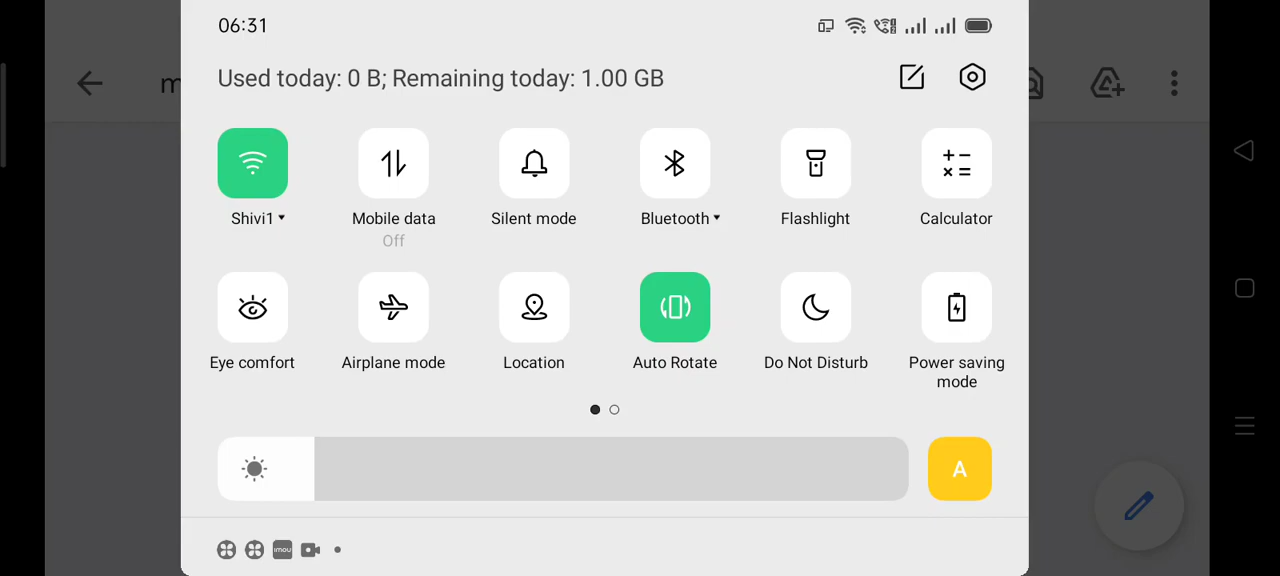 06:31
m
Used today: 0 B; Remaining today: 1.00 GB
Shivi1
Mobile data
Off
Silent mode
Bluetooth
Flashlight
Calculator
Eye comfort
Airplane mode
Location
Auto Rotate
Do Not Disturb
Power saving
mode
A
imou